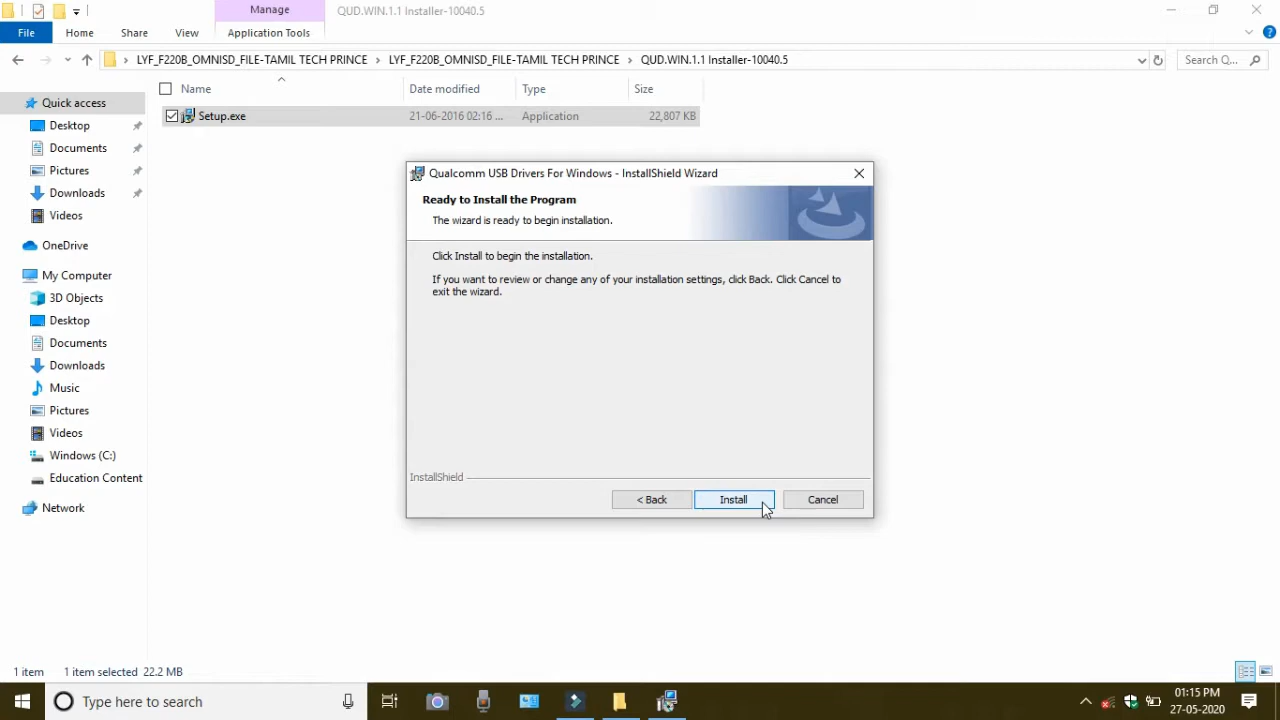 Manage
QUD.WIN.1.1 Installer-10040.5
File
Home
Share
View
Application Tools
LYF_F220B_OMNISD_FILE-TAMIL TECH PRINCE
LYF_F220B_OMNISD_FILE-TAMIL TECH PRINCE
QUD.WIN.1.1 Installer-10040.5
Search Q...
Name
Date modified
Type
Size
Setup.exe
21-06-2016 02:16 ...
Application
22,807 KB
Quick access
Desktop
Documents
Pictures
Downloads
Videos
OneDrive
My Computer
3D Objects
Desktop
Documents
Downloads
Music
Pictures
Videos
Windows (C:)
Education Content
Network
Qualcomm USB Drivers For Windows - InstallShield Wizard
Ready to Install the Program
The wizard is ready to begin installation.
Click Install to begin the installation.
If you want to review or change any of your installation settings, click Back. Click Cancel to
exit the wizard.
InstallShield
< Back
Install
Cancel
1 item
1 item selected 22.2 MB
Type here to search
01:15 PM
27-05-2020